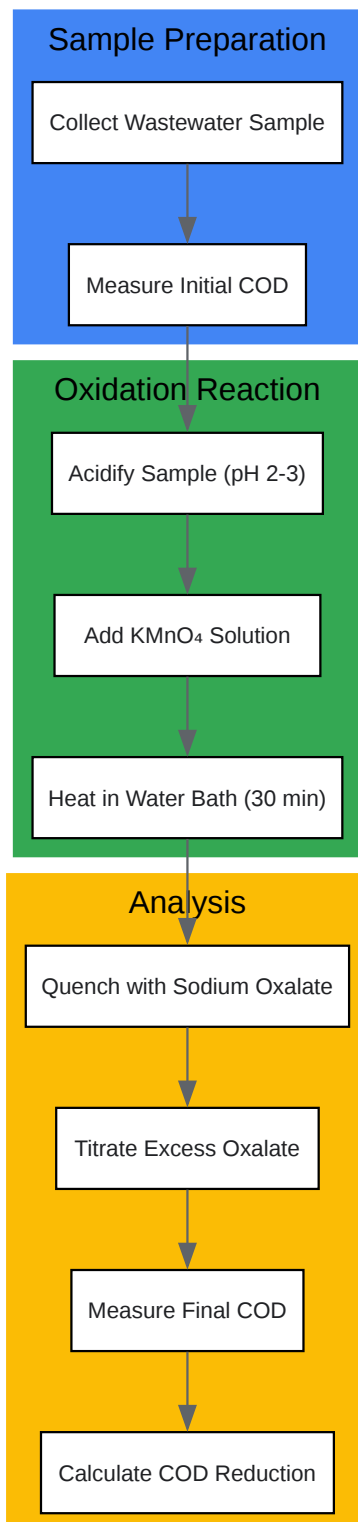 Sample Preparation
Collect Wastewater Sample
Measure Initial COD
Oxidation Reaction
Acidify Sample (pH 2-3)
Add KMnO₄ Solution
Heat in Water Bath (30 min)
Analysis
Quench with Sodium Oxalate
Titrate Excess Oxalate
Measure Final COD
Calculate COD Reduction